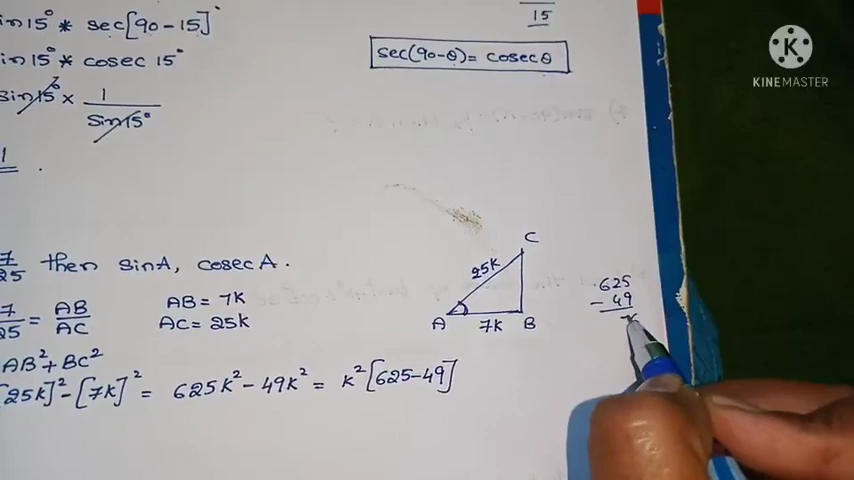 sin15° * sec[90-15]°
15
sin15° * cosec 15°
sec(90-θ)= cosecθ
K
KINEMASTER
sin15° × 1/sin15°
1
7/25 then sinA, cosecA.
7/25 = AB/AC
AB = 7K
AC = 25K
C
25K
A
7K
B
625
- 49
AB²+BC²
[25K]²-[7K]² = 625K²-49K² = K²[625-49]